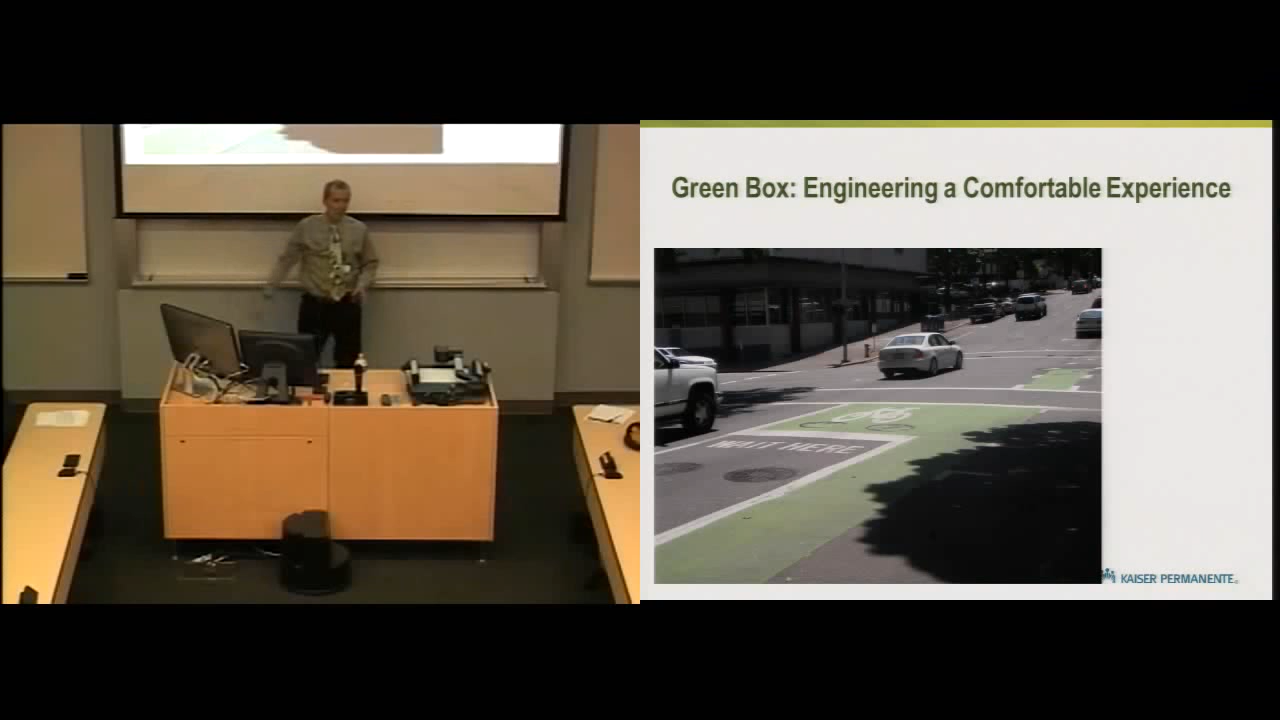 Green Box: Engineering a Comfortable Experience
WAIT HERE
KAISER PERMANENTE®